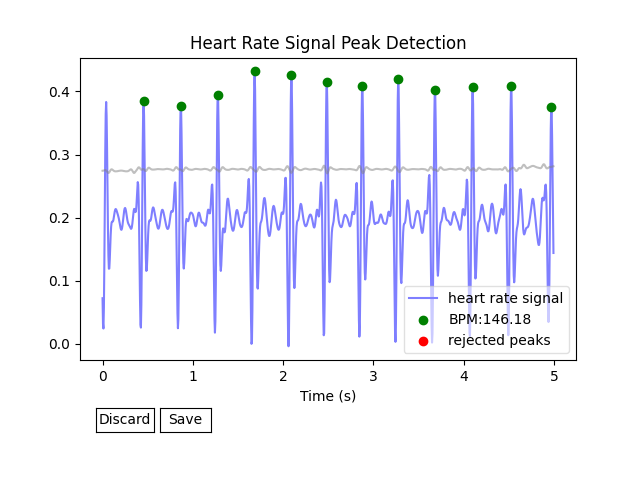 Heart Rate Signal Peak Detection
0.4
0.3
0.2
0.1
0.0
heart rate signal
BPM:146.18
rejected peaks
0 1 2 3 4 5
Time (s)
Discard Save